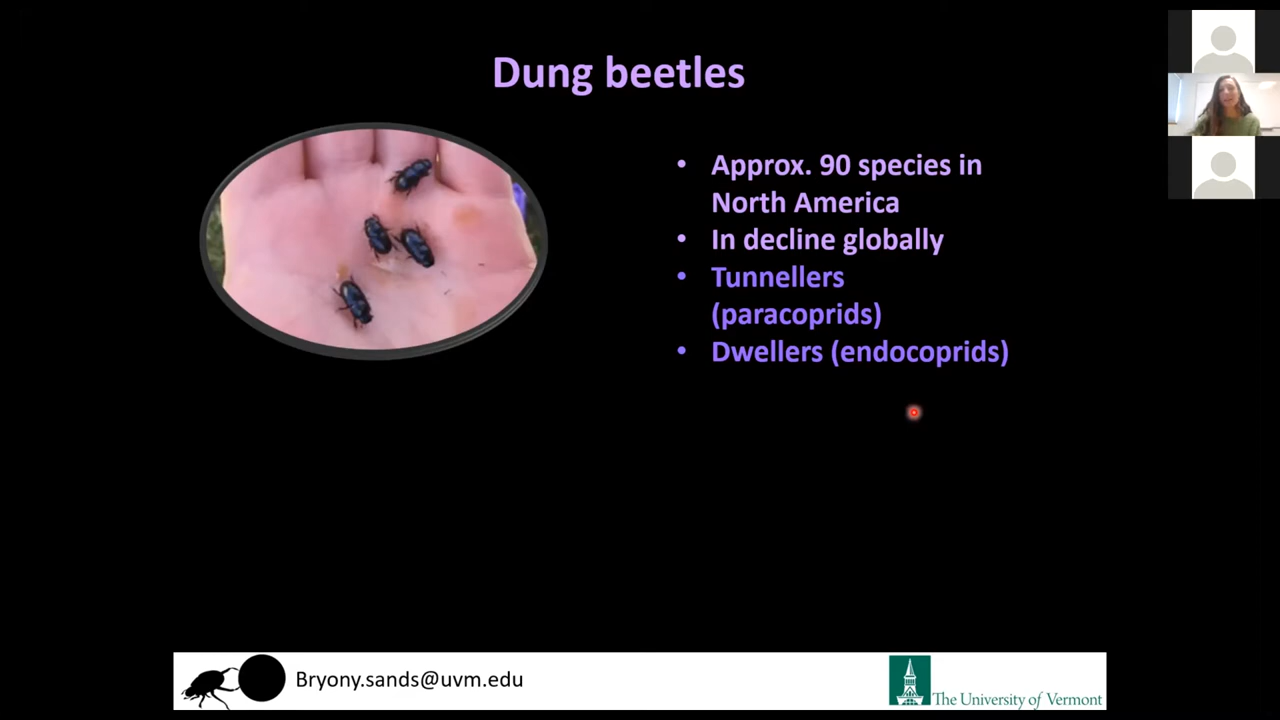 Dung beetles
• Approx. 90 species in
North America
• In decline globally
• Tunnellers
(paracoprids)
• Dwellers (endocoprids)
Bryony.sands@uvm.edu
The University of Vermont